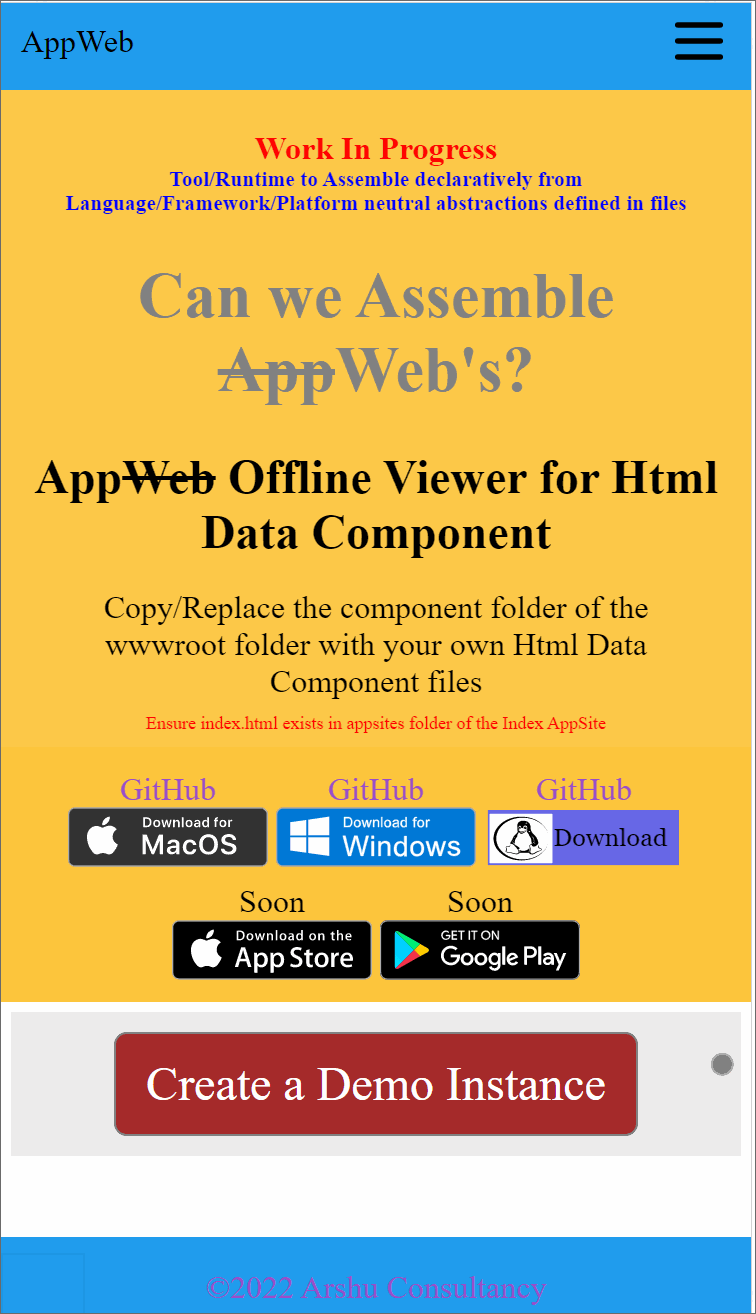 AppWeb
Work In Progress
Tool/Runtime to Assemble declaratively from
Language/Framework/Platform neutral abstractions defined in files
Can we Assemble
AppWeb's?
AppWeb Offline Viewer for Html
Data Component
Copy/Replace the component folder of the
wwwroot folder with your own Html Data
Component files
Ensure index.html exists in appsites folder of the Index AppSite
GitHub GitHub GitHub
Download for
MacOS
Download for
Windows
Download
Soon Soon
Download on the
App Store
GET IT ON
Google Play
Create a Demo Instance
©2022 Arshu Consultancy